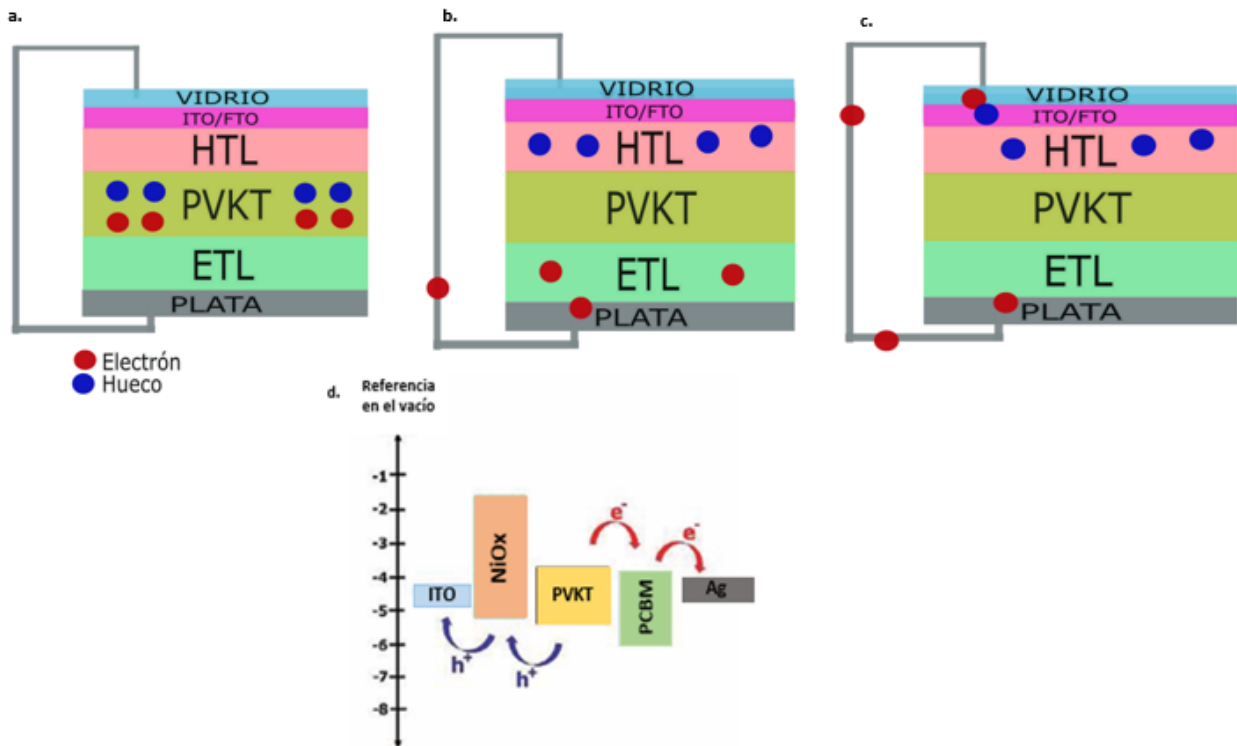 a.
VIDRIO
ITO/FTO
HTL
PVKT
ETL
PLATA
Electrón
Hueco
b.
VIDRIO
ITO/FTO
HTL
PVKT
ETL
PLATA
c.
VIDRIO
ITO/FTO
HTL
PVKT
ETL
PLATA
d.
Referencia
en el vacío
-1
-2
-3
-4
-5
-6
-7
-8
ITO
NiOx
PVKT
PCBM
Ag
e-
e-
h+
h+